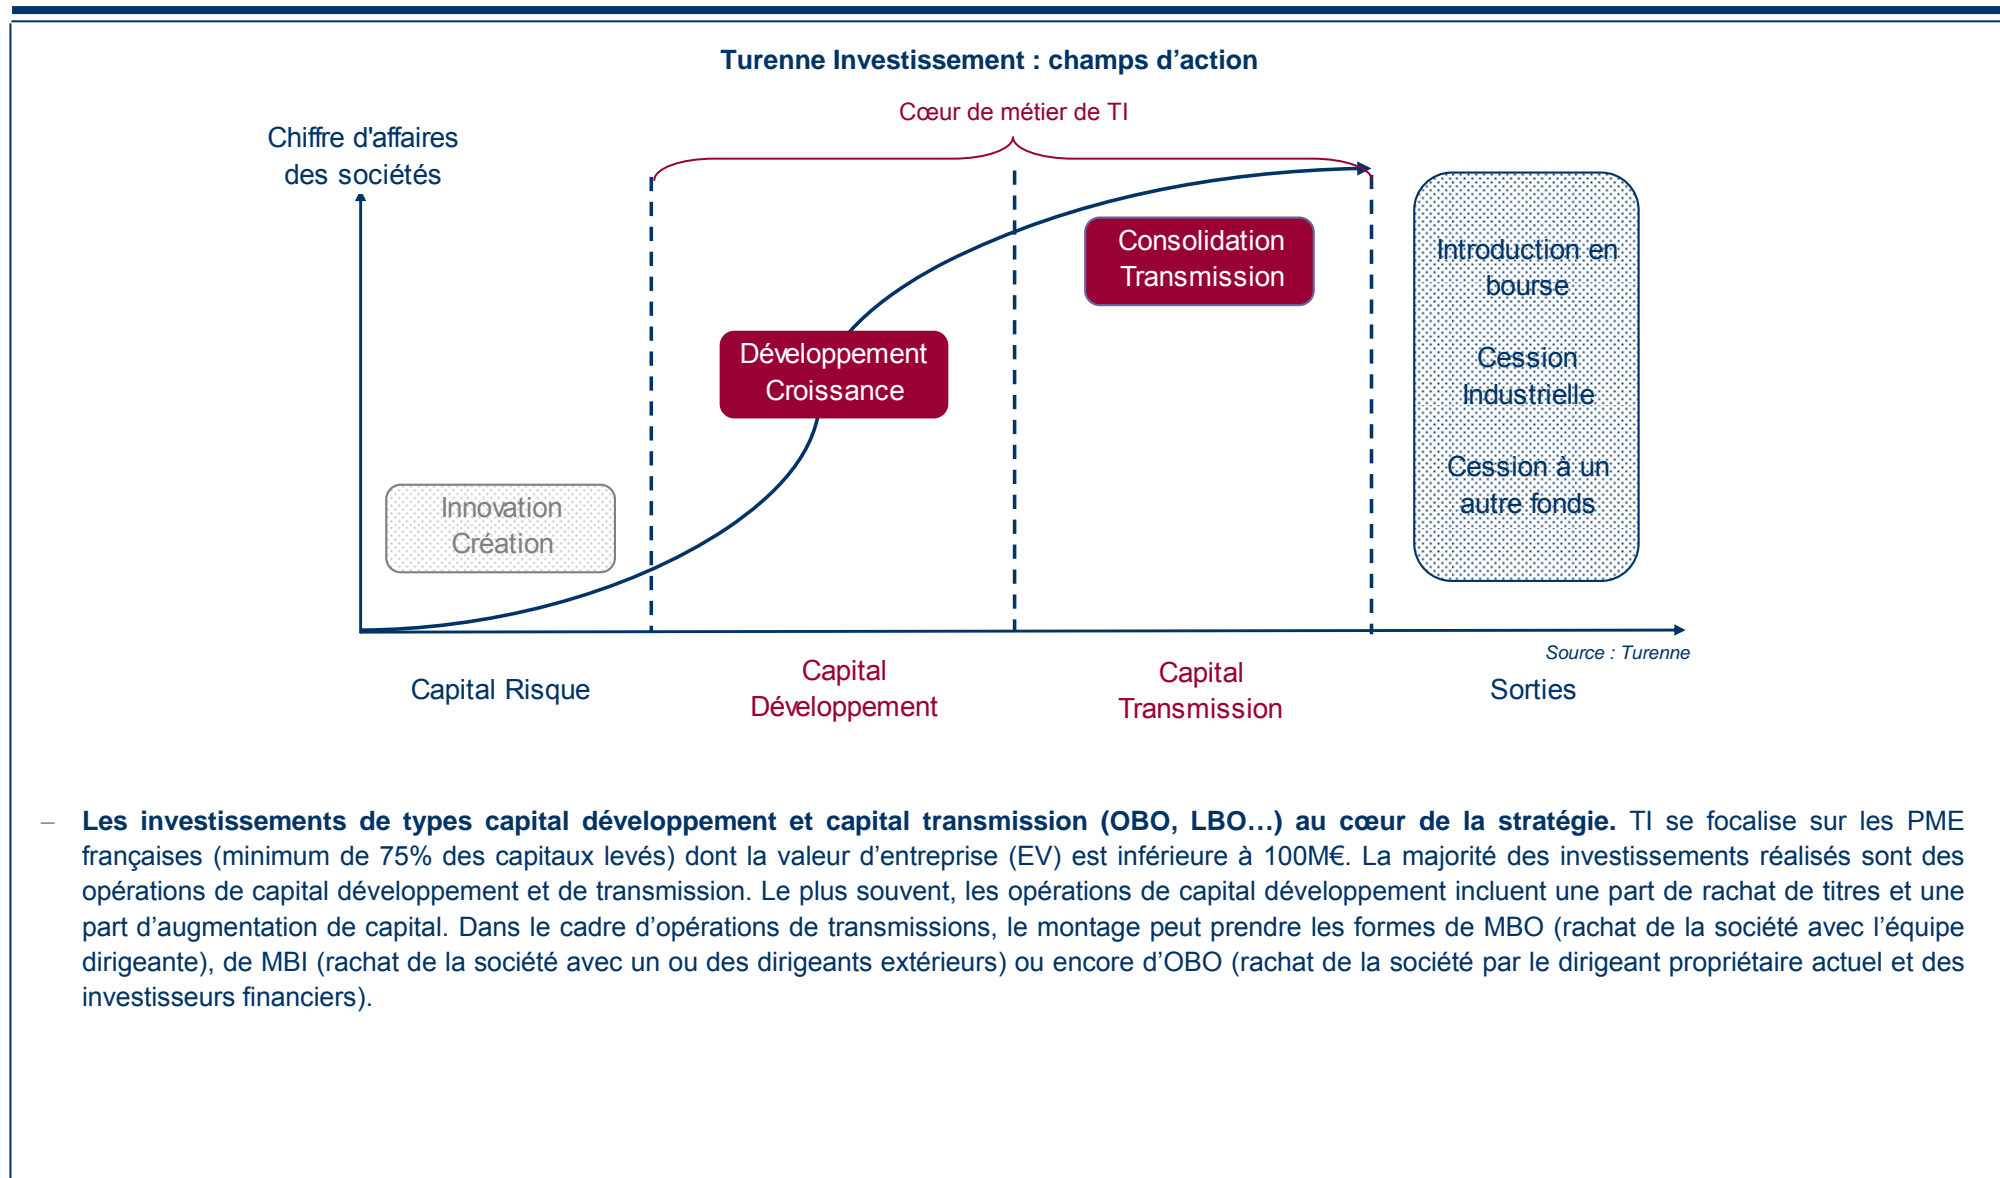 Turenne Investissement : champs d’action
Cœur de métier de TI
Chiffre d'affaires
des sociétés
Consolidation
Transmission
Introduction en
bourse
Développement
Croissance
Cession
Industrielle
Cession à un
autre fonds
Innovation
Création
Source : Turenne
Capital Risque
Capital
Développement
Capital
Transmission
Sorties
– Les investissements de types capital développement et capital transmission (OBO, LBO…) au cœur de la stratégie. TI se focalise sur les PME
françaises (minimum de 75% des capitaux levés) dont la valeur d’entreprise (EV) est inférieure à 100M€. La majorité des investissements réalisés sont des
opérations de capital développement et de transmission. Le plus souvent, les opérations de capital développement incluent une part de rachat de titres et une
part d’augmentation de capital. Dans le cadre d’opérations de transmissions, le montage peut prendre les formes de MBO (rachat de la société avec l’équipe
dirigeante), de MBI (rachat de la société avec un ou des dirigeants extérieurs) ou encore d’OBO (rachat de la société par le dirigeant propriétaire actuel et des
investisseurs financiers).